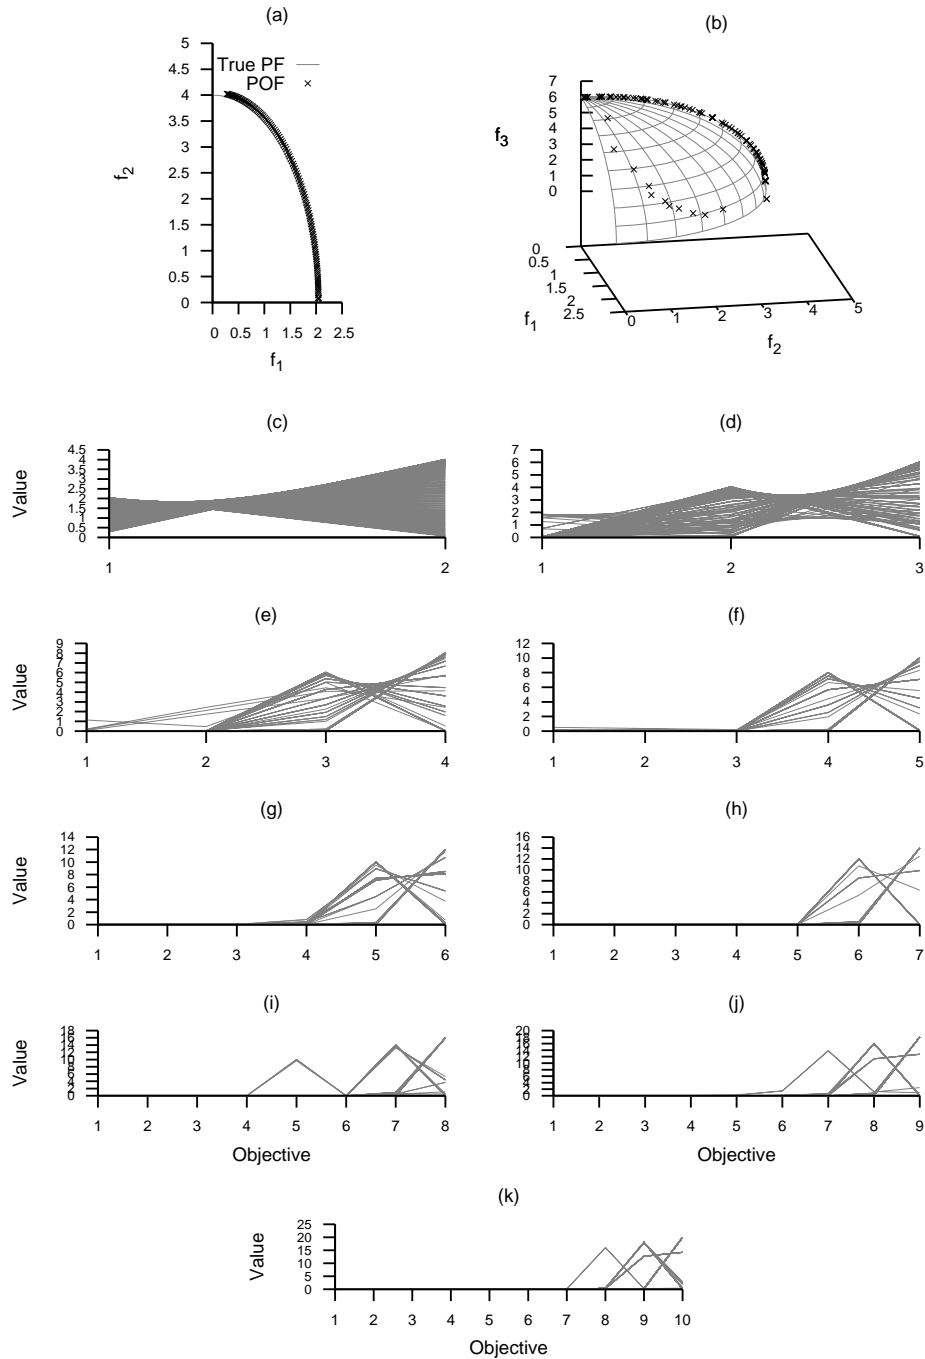 (a)
5
4.5
4
3.5
3
2.5
2
1.5
1
0.5
0
True PF
POF
f2
0 0.5 1 1.5 2 2.5
f1
(b)
7
6
5
4
3
2
1
0
f3
0
0.5
1
1.5
2
2.5
f1
0 1 2 3 4 5
f2
(c)
Value
4.5
4
3.5
3
2.5
2
1.5
1
0.5
0
1 2
(d)
7
6
5
4
3
2
1
0
1 2 3
(e)
Value
9
8
7
6
5
4
3
2
1
0
1 2 3 4
(f)
12
10
8
6
4
2
0
1 2 3 4 5
(g)
Value
14
12
10
8
6
4
2
0
1 2 3 4 5 6
(h)
16
14
12
10
8
6
4
2
0
1 2 3 4 5 6 7
(i)
Value
18
16
14
12
10
8
6
4
2
0
1 2 3 4 5 6 7 8
Objective
(j)
20
18
16
14
12
10
8
6
4
2
0
1 2 3 4 5 6 7 8 9
Objective
(k)
Value
25
20
15
10
5
0
1 2 3 4 5 6 7 8 9 10
Objective